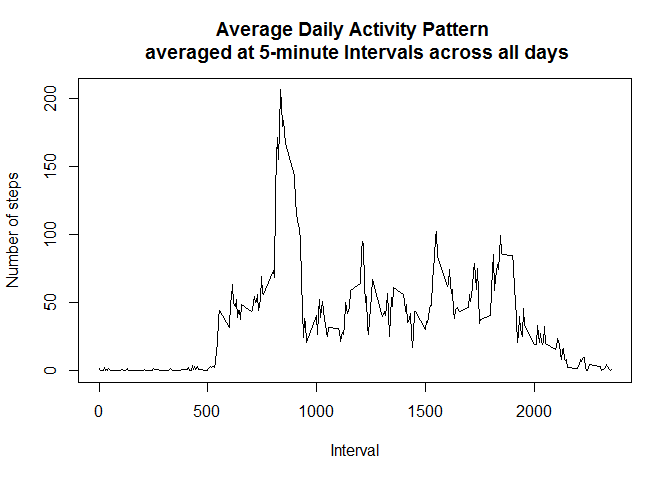 Average Daily Activity Pattern
averaged at 5-minute Intervals across all days
Number of steps
200
150
100
50
0
0
500
1000
1500
2000
Interval